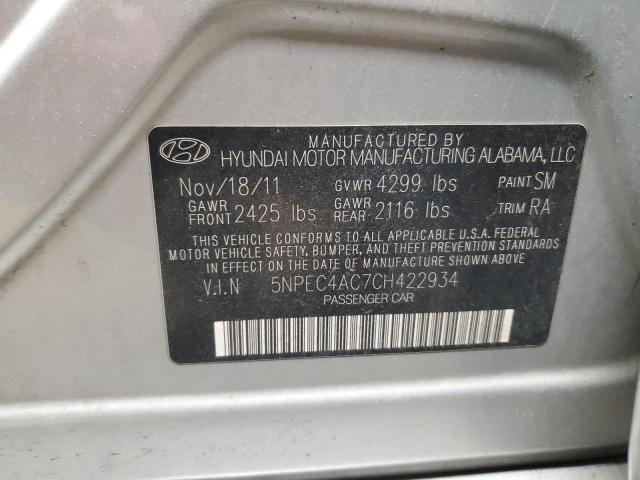 MANUFACTURED BY
HYUNDAI MOTOR MANUFACTURING ALABAMA, LLC
Nov/18/11 GVWR 4299 lbs PAINT SM
GAWR FRONT 2425 lbs GAWR REAR 2116 lbs TRIM RA
THIS VEHICLE CONFORMS TO ALL APPLICABLE U.S.A. FEDERAL
MOTOR VEHICLE SAFETY, BUMPER, AND THEFT PREVENTION STANDARDS
IN EFFECT ON THE DATE OF MANUFACTURE SHOWN ABOVE
V.I.N 5NPEC4AC7CH422934
PASSENGER CAR